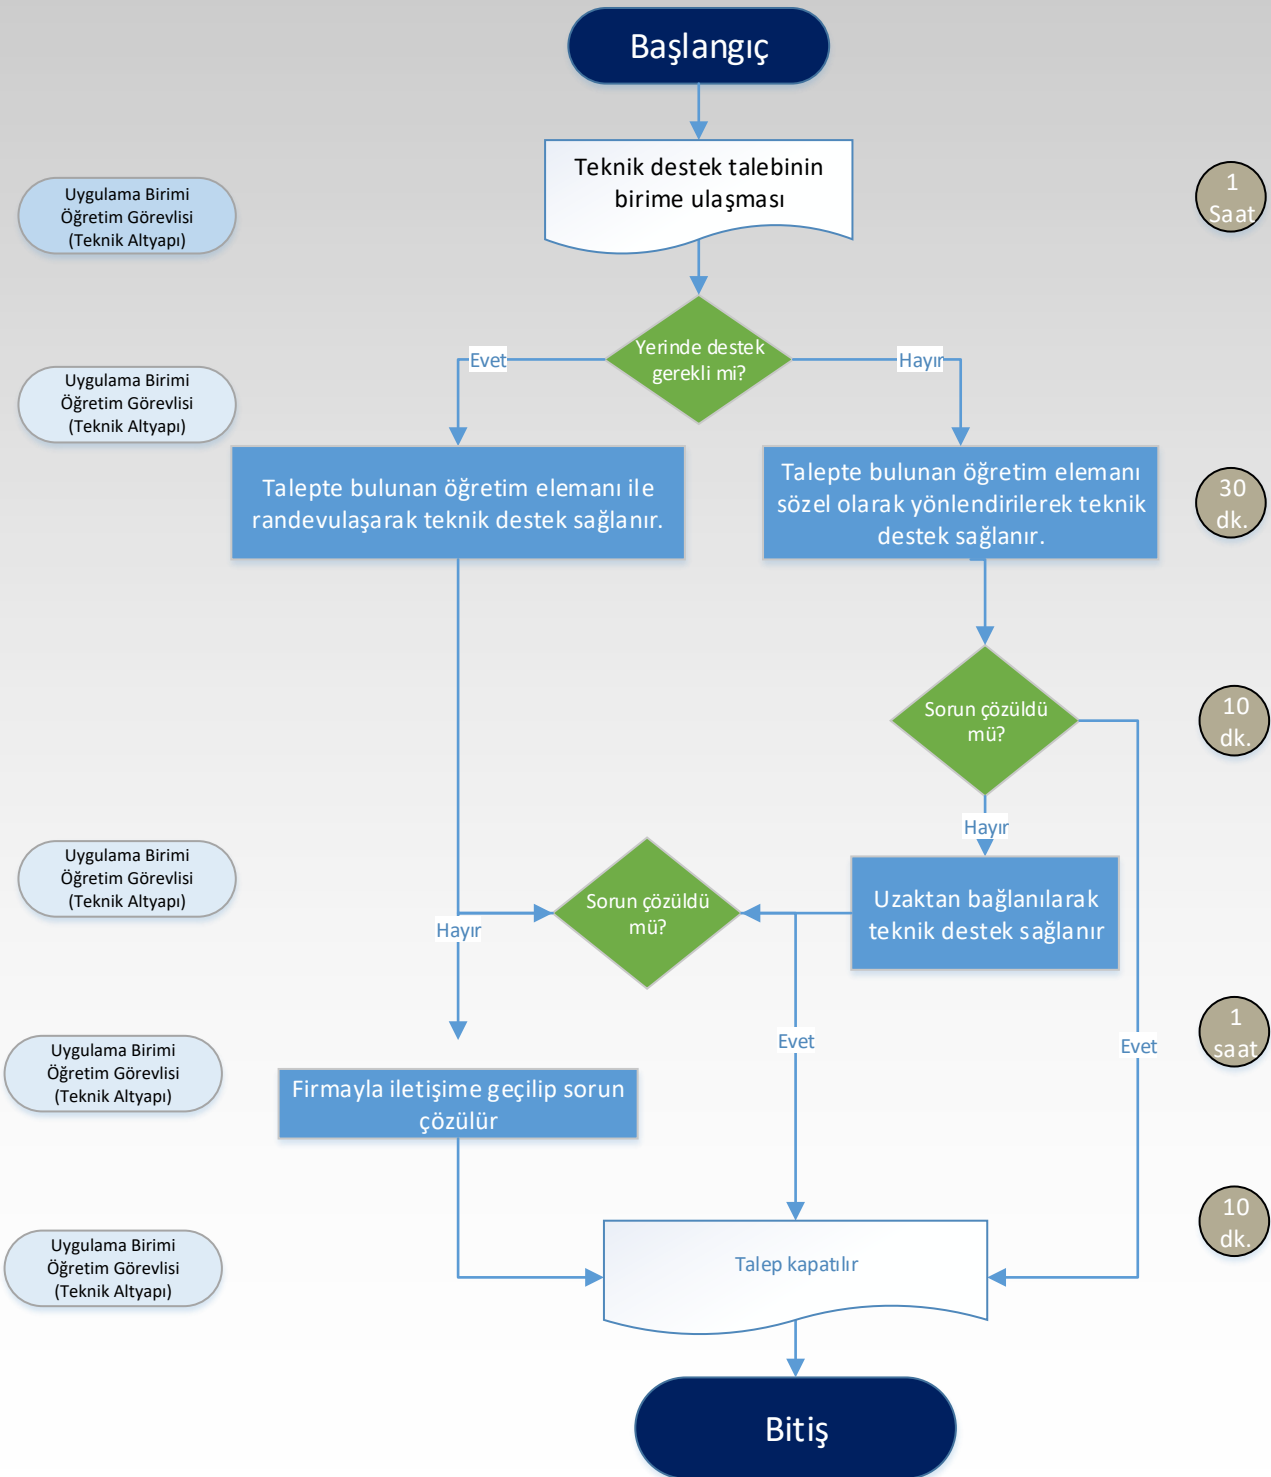 Başlangıç
Teknik destek talebinin
birime ulaşması
Uygulama Birimi
Öğretim Görevlisi
(Teknik Altyapı)
1
Saat
Yerinde destek
gerekli mi?
Evet
Hayır
Uygulama Birimi
Öğretim Görevlisi
(Teknik Altyapı)
Talepte bulunan öğretim elemanı ile
randevulaşarak teknik destek sağlanır.
Talepte bulunan öğretim elemanı
sözel olarak yönlendirilerek teknik
destek sağlanır.
30
dk.
Sorun çözüldü
mü?
10
dk.
Hayır
Uygulama Birimi
Öğretim Görevlisi
(Teknik Altyapı)
Sorun çözüldü
mü?
Uzaktan bağlanılarak
teknik destek sağlanır
Hayır
Evet
Evet
1
saat
Uygulama Birimi
Öğretim Görevlisi
(Teknik Altyapı)
Firmayla iletişime geçilip sorun
çözülür
10
dk.
Uygulama Birimi
Öğretim Görevlisi
(Teknik Altyapı)
Talep kapatılır
Bitiş